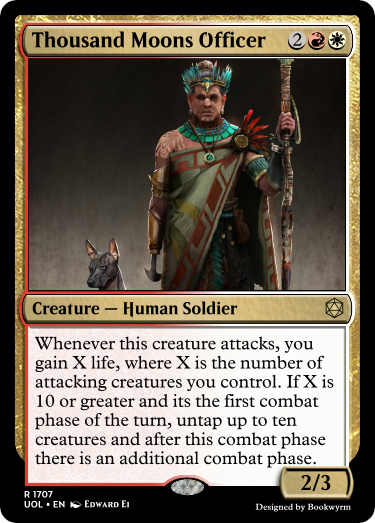 Thousand Moons Officer 2
Creature — Human Soldier
Whenever this creature attacks, you
gain X life, where X is the number of
attacking creatures you control. If X is
10 or greater and its the first combat
phase of the turn, untap up to ten
creatures and after this combat phase
there is an additional combat phase.
2/3
R 1707
UOL • EN Edward Ei
Designed by Bookwyrm